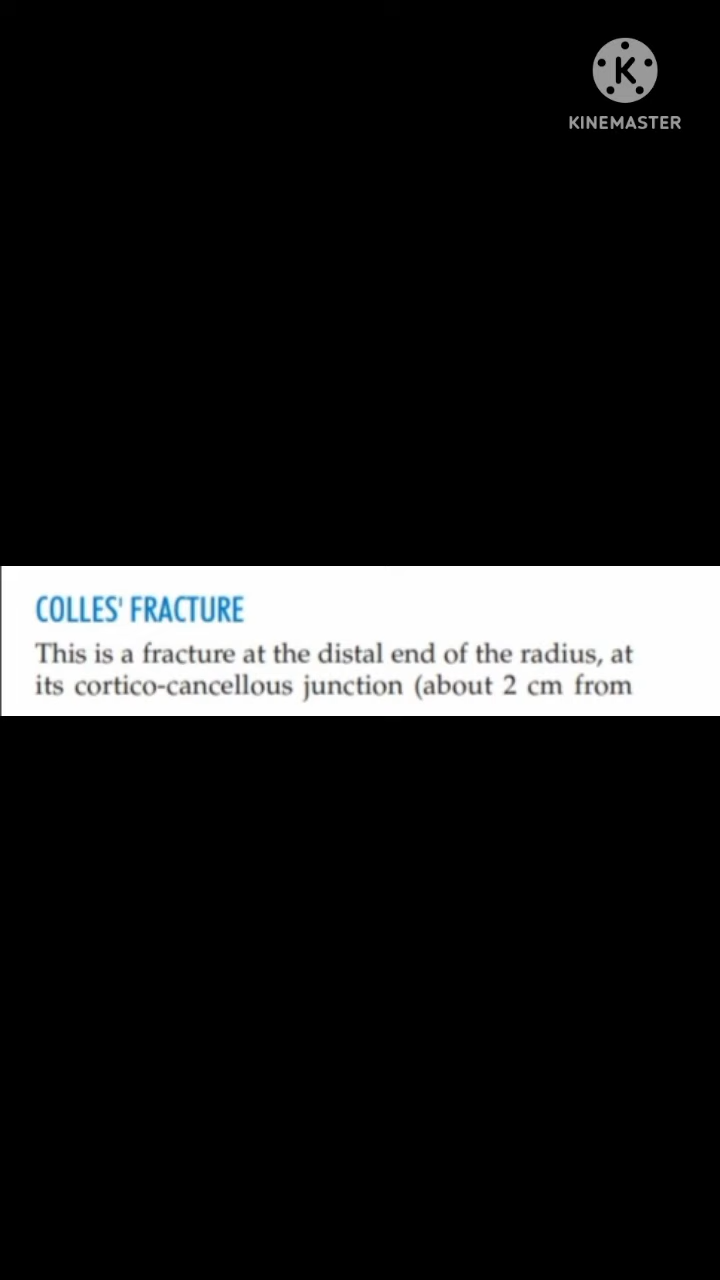 KINEMASTER
COLLES' FRACTURE
This is a fracture at the distal end of the radius, at
its cortico-cancellous junction (about 2 cm from